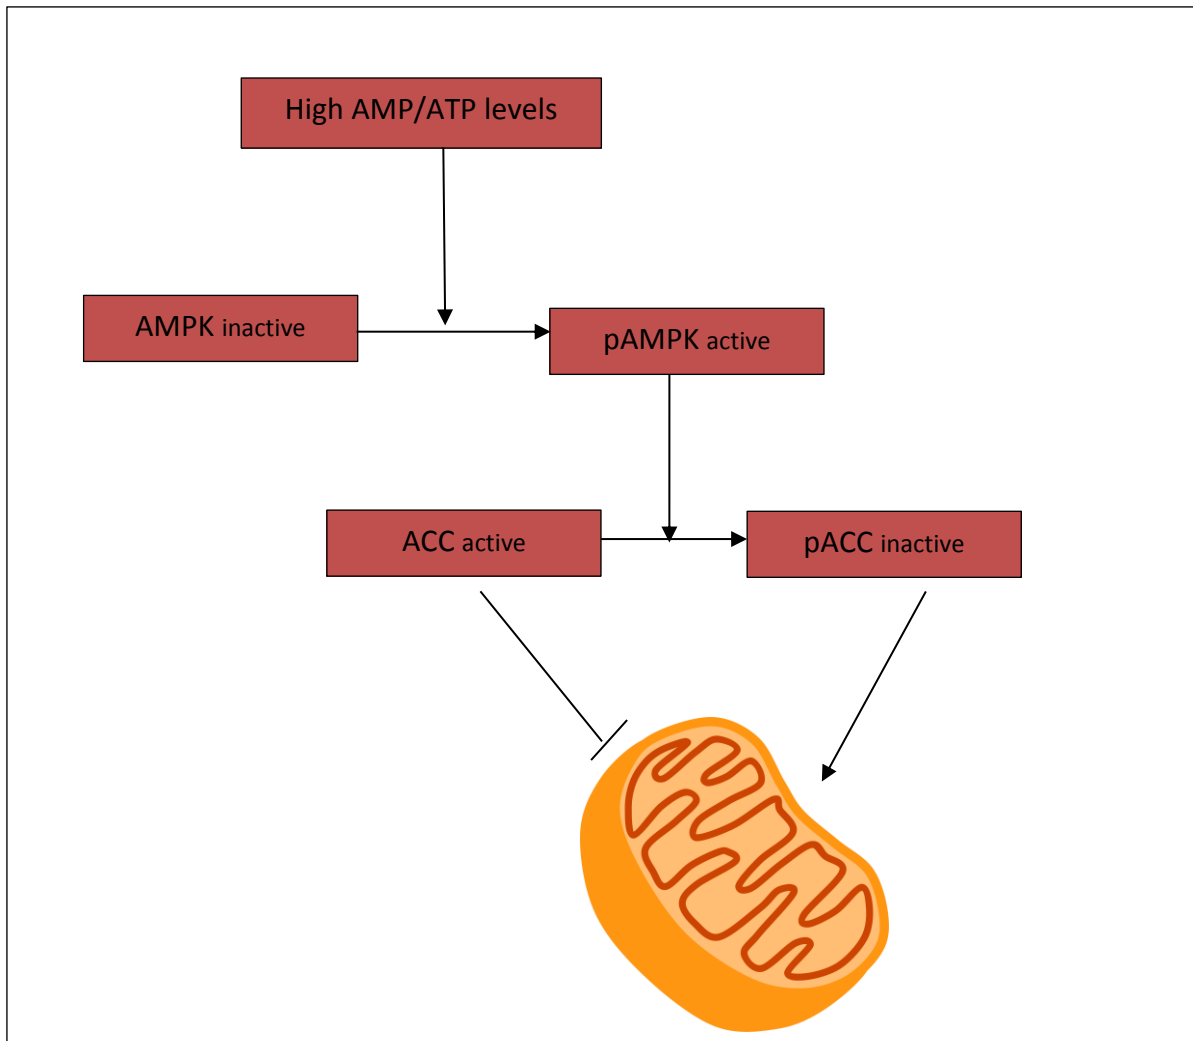 High AMP/ATP levels
AMPK inactive
pAMPK active
ACC active
pACC inactive